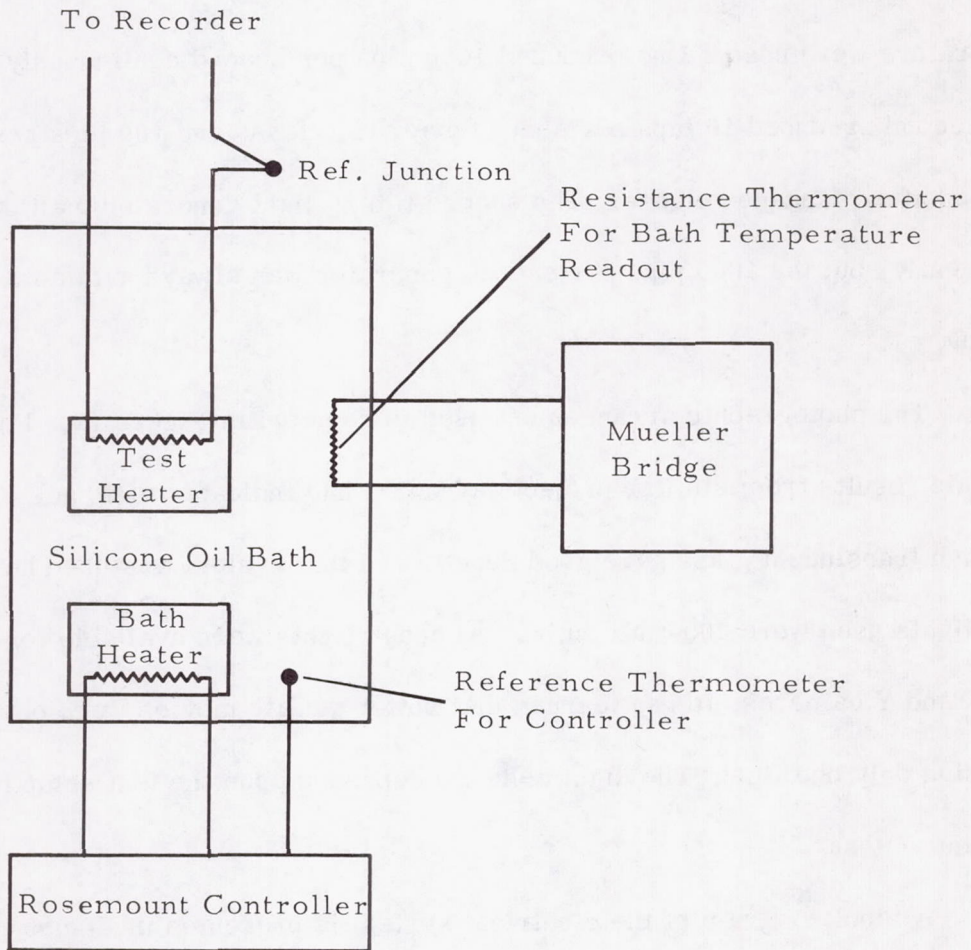 To Recorder
Ref. Junction
Resistance Thermometer
For Bath Temperature
Readout
Test
Heater
Mueller
Bridge
Silicone Oil Bath
Bath
Heater
Reference Thermometer
For Controller
Rosemount Controller